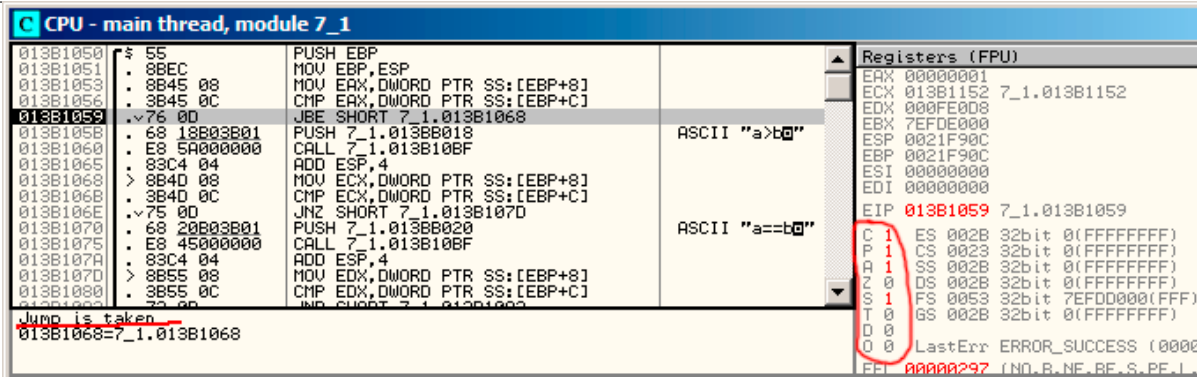 C CPU - main thread, module 7_1
013B1050 $ 55 PUSH EBP
013B1051 . 8BEC MOV EBP,ESP
013B1053 . 8B45 08 MOV EAX,DWORD PTR SS:[EBP+8]
013B1056 . 3B45 0C CMP EAX,DWORD PTR SS:[EBP+C]
013B1059 .v76 0D JBE SHORT 7_1.013B1068
013B105B . 68 18B03B01 PUSH 7_1.013BB018 ASCII "a>b◙"
013B1060 . E8 5A000000 CALL 7_1.013B10BF
013B1065 . 83C4 04 ADD ESP,4
013B1068 > 8B4D 08 MOV ECX,DWORD PTR SS:[EBP+8]
013B106B . 3B4D 0C CMP ECX,DWORD PTR SS:[EBP+C]
013B106E .v75 0D JNZ SHORT 7_1.013B107D
013B1070 . 68 20B03B01 PUSH 7_1.013BB020 ASCII "a==b◙"
013B1075 . E8 45000000 CALL 7_1.013B10BF
013B107A . 83C4 04 ADD ESP,4
013B107D > 8B55 08 MOV EDX,DWORD PTR SS:[EBP+8]
013B1080 . 3B55 0C CMP EDX,DWORD PTR SS:[EBP+C]
Jump is taken
013B1068=7_1.013B1068
Registers (FPU)
EAX 00000001
ECX 013B1152 7_1.013B1152
EDX 000FE0D8
EBX 7EFDE000
ESP 0021F90C
EBP 0021F90C
ESI 00000000
EDI 00000000
EIP 013B1059 7_1.013B1059
C 1 ES 002B 32bit 0(FFFFFFFF)
P 1 CS 0023 32bit 0(FFFFFFFF)
A 1 SS 002B 32bit 0(FFFFFFFF)
Z 0 DS 002B 32bit 0(FFFFFFFF)
S 1 FS 0053 32bit 7EFDD000(FFF)
T 0 GS 002B 32bit 0(FFFFFFFF)
D 0
O 0 LastErr ERROR_SUCCESS (0000
EFL 00000297 (NO,B,NE,BE,S,PE,L,